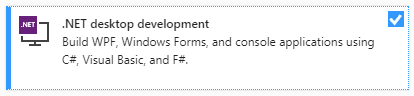 .NET
.NET desktop development
Build WPF, Windows Forms, and console applications using
C#, Visual Basic, and F#.